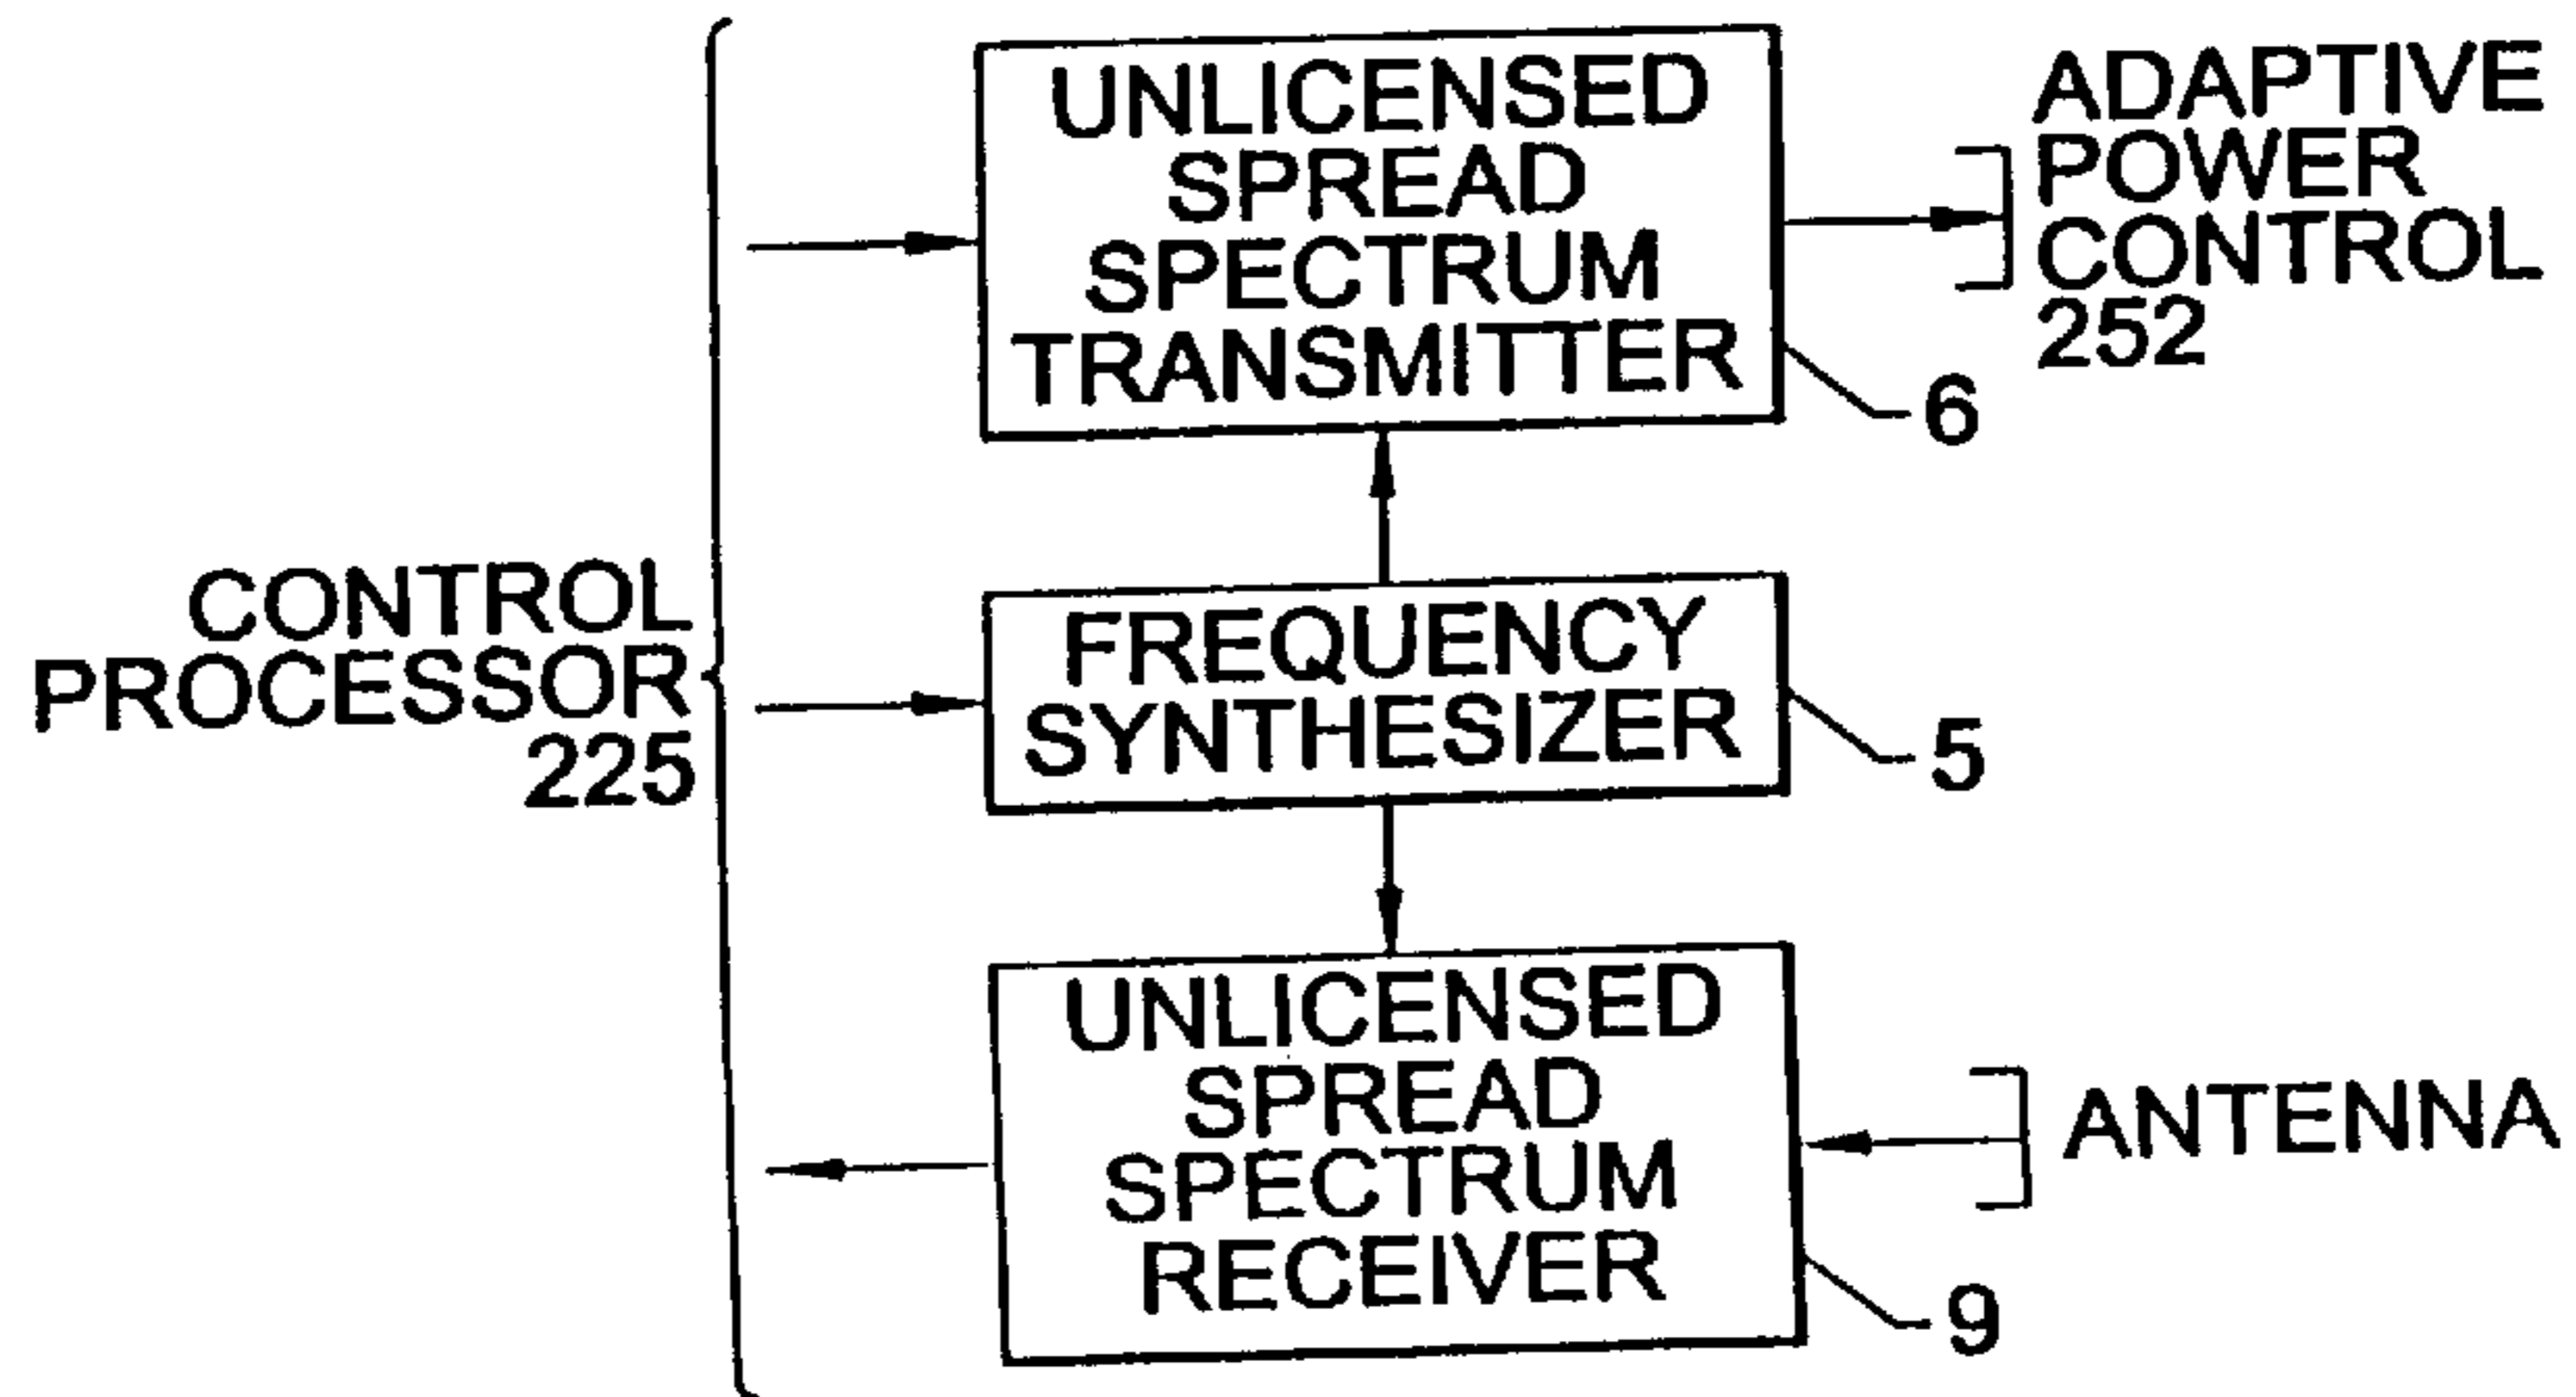 UNLICENSED
SPREAD
SPECTRUM
TRANSMITTER
6
ADAPTIVE
POWER
CONTROL
252
CONTROL
PROCESSOR
225
FREQUENCY
SYNTHESIZER
5
UNLICENSED
SPREAD
SPECTRUM
RECEIVER
9
ANTENNA